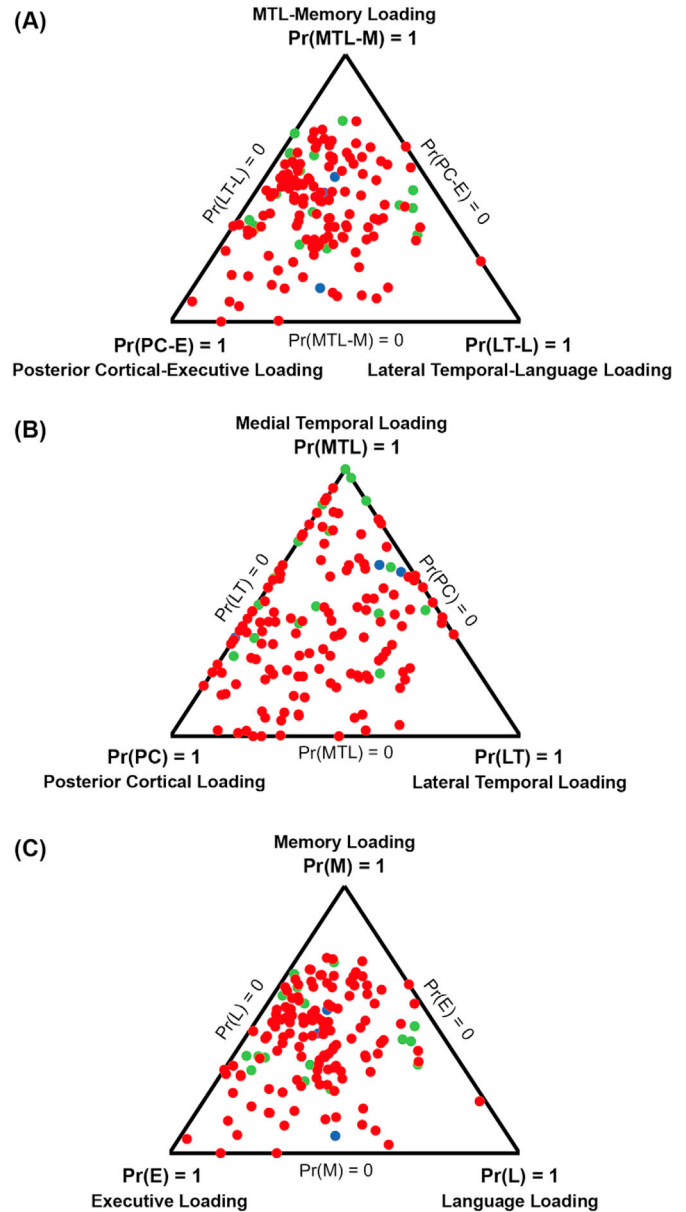 (A)
MTL-Memory Loading
Pr(MTL-M) = 1
Pr(LT-L) = 0
Pr(PC-E) = 0
Pr(PC-E) = 1
Pr(MTL-M) = 0
Pr(LT-L) = 1
Posterior Cortical-Executive Loading
Lateral Temporal-Language Loading
(B)
Medial Temporal Loading
Pr(MTL) = 1
Pr(LT) = 0
Pr(PC) = 0
Pr(PC) = 1
Pr(MTL) = 0
Pr(LT) = 1
Posterior Cortical Loading
Lateral Temporal Loading
(C)
Memory Loading
Pr(M) = 1
Pr(L) = 0
Pr(E) = 0
Pr(E) = 1
Pr(M) = 0
Pr(L) = 1
Executive Loading
Language Loading